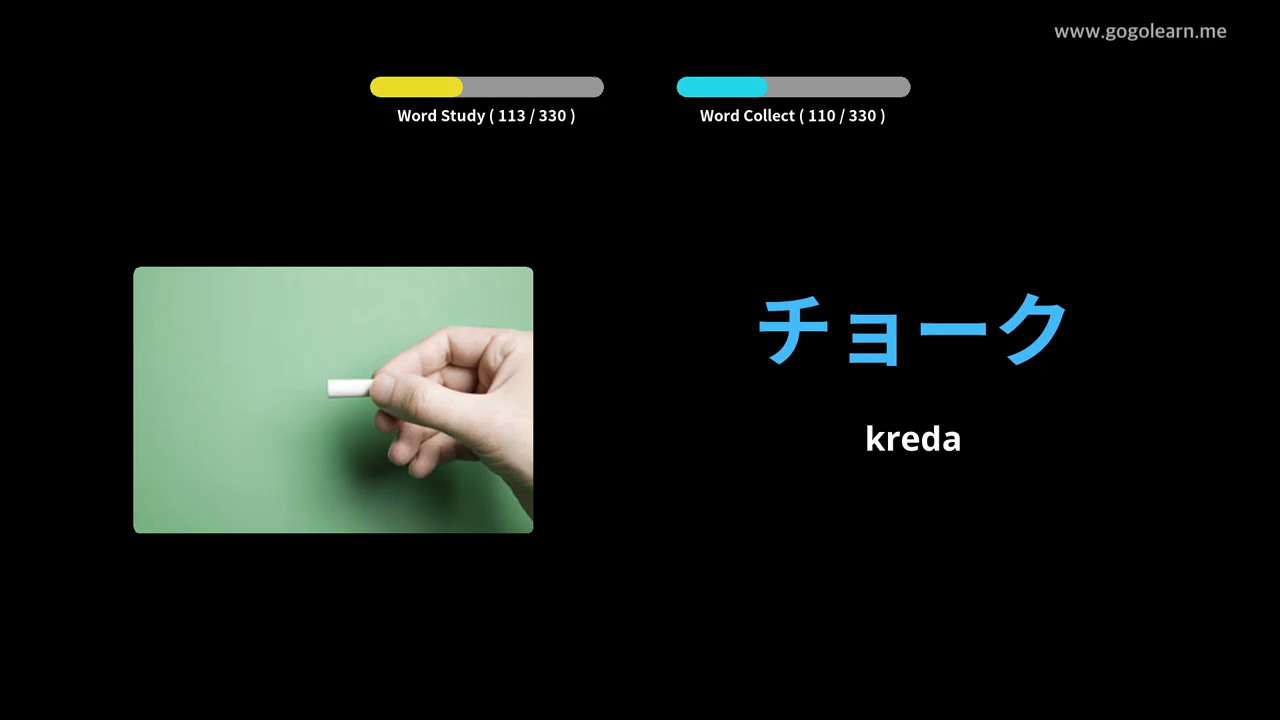 www.gogolearn.me
Word Study ( 113 / 330 )
Word Collect ( 110 / 330 )
チョーク
kreda